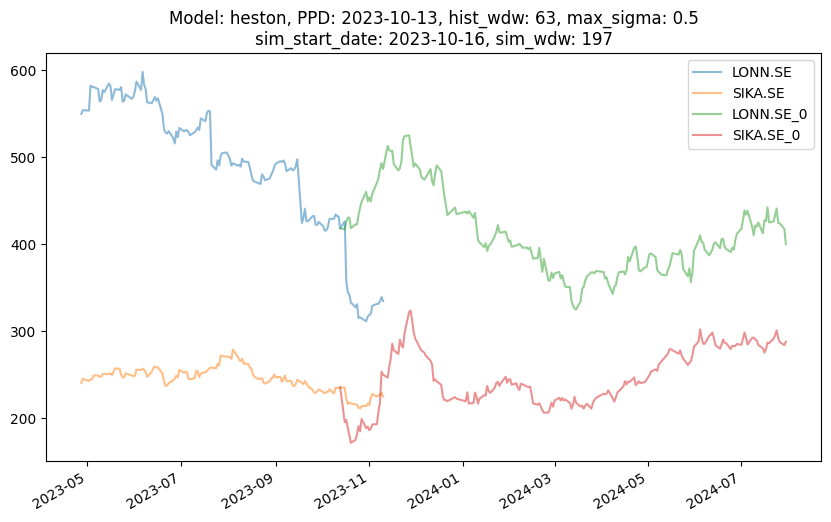 Model: heston, PPD: 2023-10-13, hist_wdw: 63, max_sigma: 0.5
sim_start_date: 2023-10-16, sim_wdw: 197
LONN.SE
SIKA.SE
LONN.SE_0
SIKA.SE_0
600
500
400
300
200
2023-05
2023-07
2023-09
2023-11
2024-01
2024-03
2024-05
2024-07